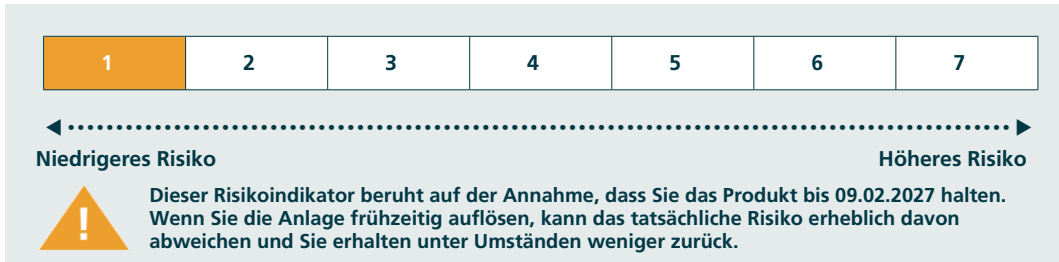 1 2 3 4 5 6 7
Niedrigeres Risiko Höheres Risiko
Dieser Risikoindikator beruht auf der Annahme, dass Sie das Produkt bis 09.02.2027 halten.
Wenn Sie die Anlage frühzeitig auflösen, kann das tatsächliche Risiko erheblich davon
abweichen und Sie erhalten unter Umständen weniger zurück.